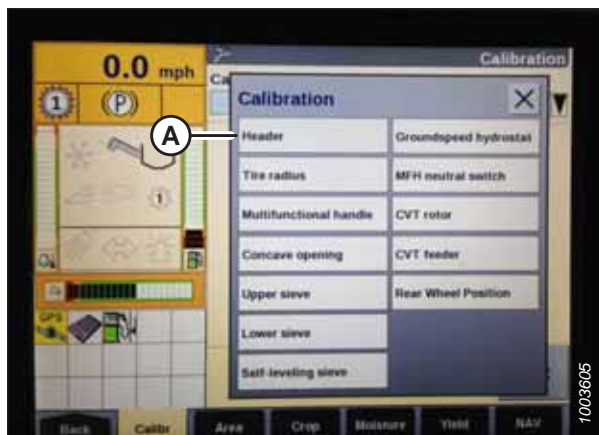 0.0 mph
Calibration
Ca
1
(P)
Calibration
A
Header
Groundspeed hydrostat
Tire radius
MFH neutral switch
1
Multifunctional handle
CVT rotor
Concave opening
CVT feeder
Upper sieve
Rear Wheel Position
GPS
Lower sieve
Self-leveling sieve
Back
Calibr
Area
Crop
Moisture
Yield
NAV
1003605